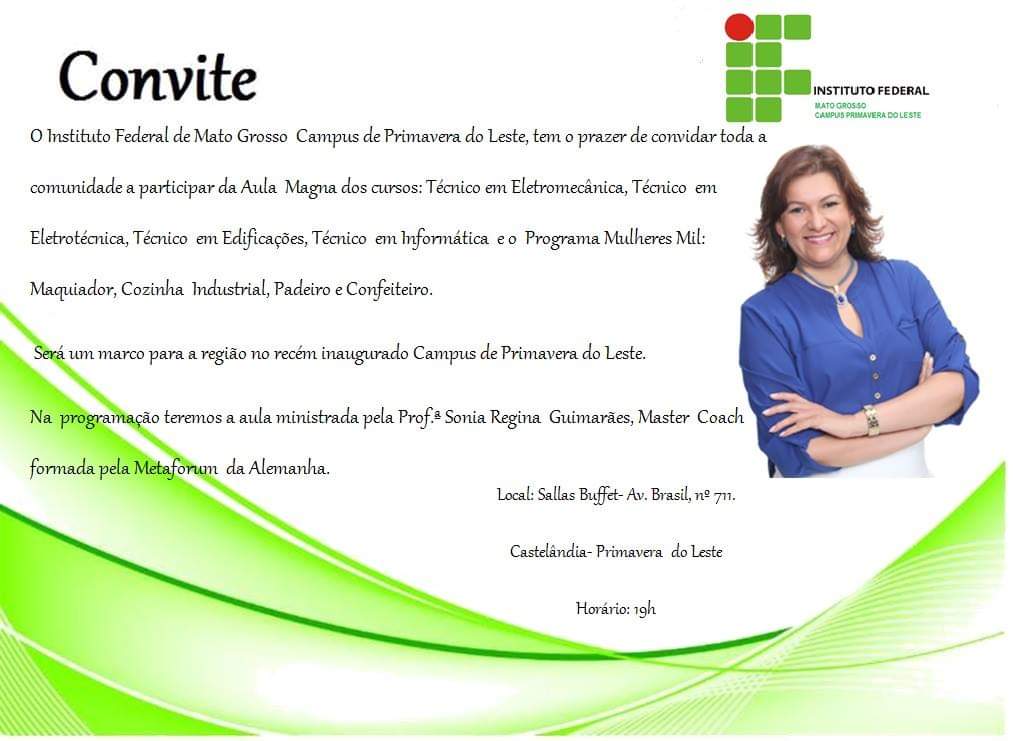 Convite
INSTITUTO FEDERAL
MATO GROSSO
CAMPUS PRIMAVERA DO LESTE
O Instituto Federal de Mato Grosso Campus de Primavera do Leste, tem o prazer de convidar toda a
comunidade a participar da Aula Magna dos cursos: Técnico em Eletromecânica, Técnico em
Eletrotécnica, Técnico em Edificações, Técnico em Informática e o Programa Mulheres Mil:
Maquiador, Cozinha Industrial, Padeiro e Confeiteiro.
Será um marco para a região no recém inaugurado Campus de Primavera do Leste.
Na programação teremos a aula ministrada pela Prof.ª Sonia Regina Guimarães, Master Coach
formada pela Metaforum da Alemanha.
Local: Sallas Buffet- Av. Brasil, nº 711.
Castelândia- Primavera do Leste
Horário: 19h